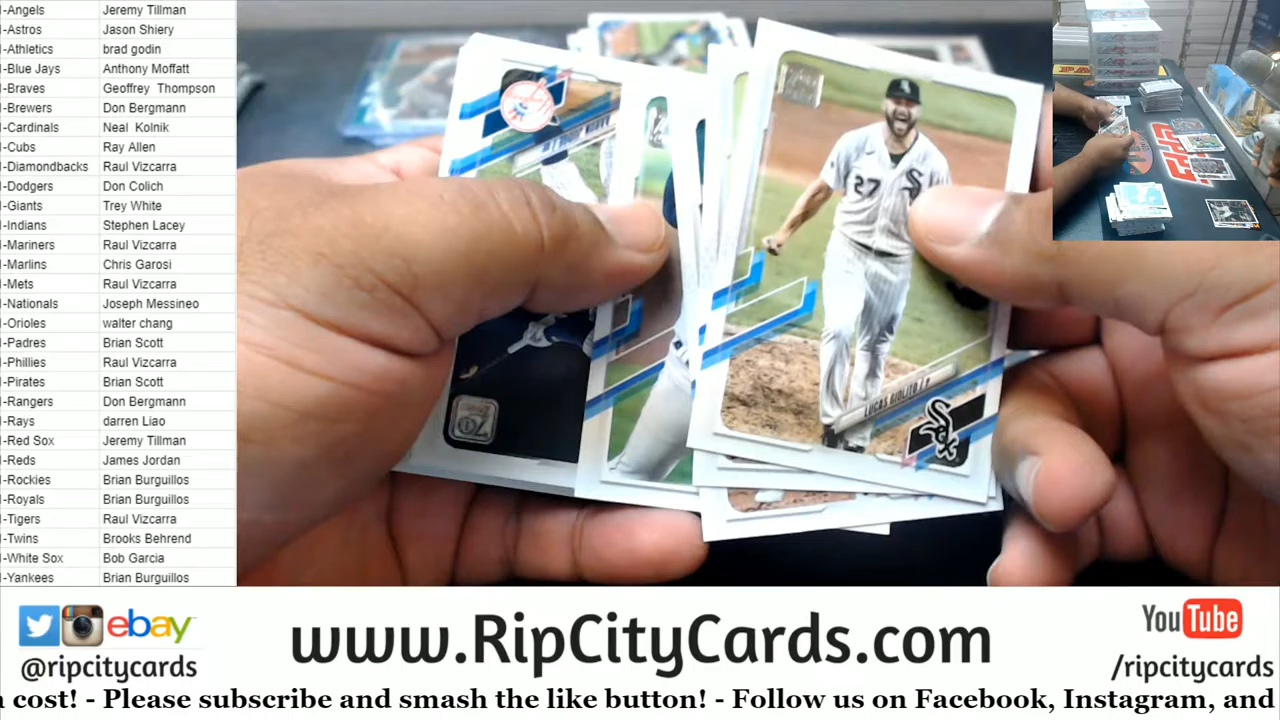 -Angels Jeremy Tillman
-Astros Jason Shiery
-Athletics brad godin
-Blue Jays Anthony Moffatt
-Braves Geoffrey Thompson
-Brewers Don Bergmann
-Cardinals Neal Kolnik
-Cubs Ray Allen
-Diamondbacks Raul Vizcarra
-Dodgers Don Colich
-Giants Trey White
-Indians Stephen Lacey
-Mariners Raul Vizcarra
-Marlins Chris Garosi
-Mets Raul Vizcarra
-Nationals Joseph Messineo
-Orioles walter chang
-Padres Brian Scott
-Phillies Raul Vizcarra
-Pirates Brian Scott
-Rangers Don Bergmann
-Rays darren Liao
-Red Sox Jeremy Tillman
-Reds James Jordan
-Rockies Brian Burguillos
-Royals Brian Burguillos
-Tigers Raul Vizcarra
-Twins Brooks Behrend
-White Sox Bob Garcia
-Yankees Brian Burguillos
27
LUCAS GIOLITO / P
Sox
70
ebay
@ripcitycards
www.RipCityCards.com
YouTube
/ripcitycards
cost! - Please subscribe and smash the like button! - Follow us on Facebook, Instagram, and